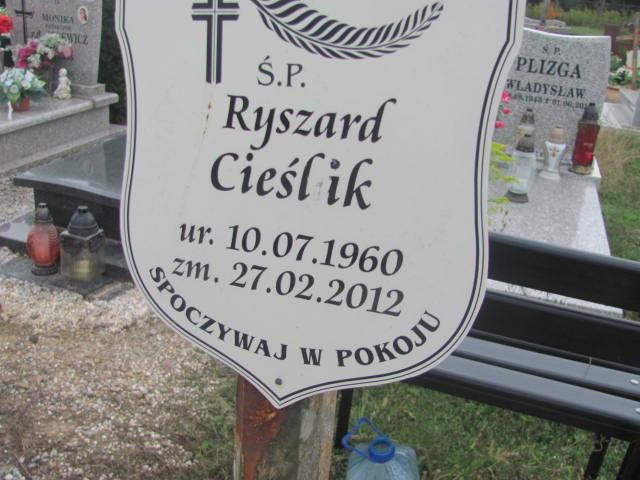 Ś.P.
Ryszard
Cieślik
ur. 10.07.1960
zm. 27.02.2012
SPOCZYWAJ W POKOJU
MONIKA
Ś. P.
PLIZGA
WŁADYSŁAW